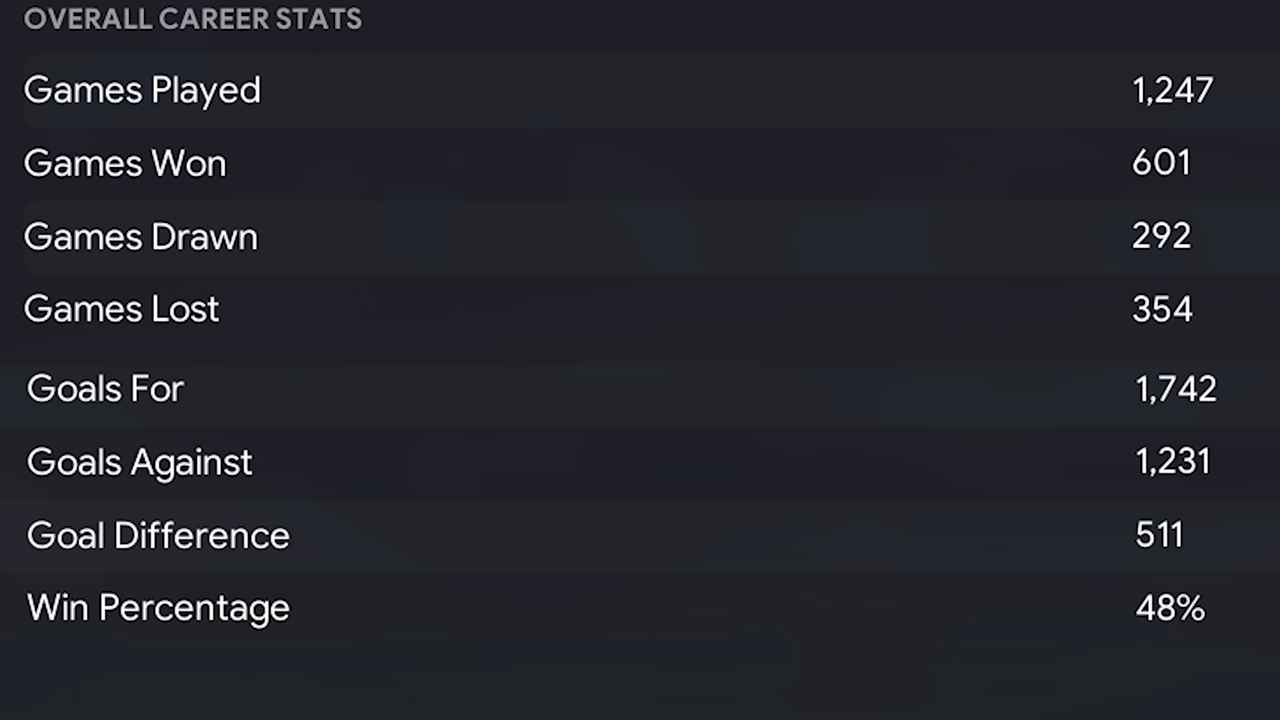 OVERALL CAREER STATS
Games Played 1,247
Games Won 601
Games Drawn 292
Games Lost 354
Goals For 1,742
Goals Against 1,231
Goal Difference 511
Win Percentage 48%